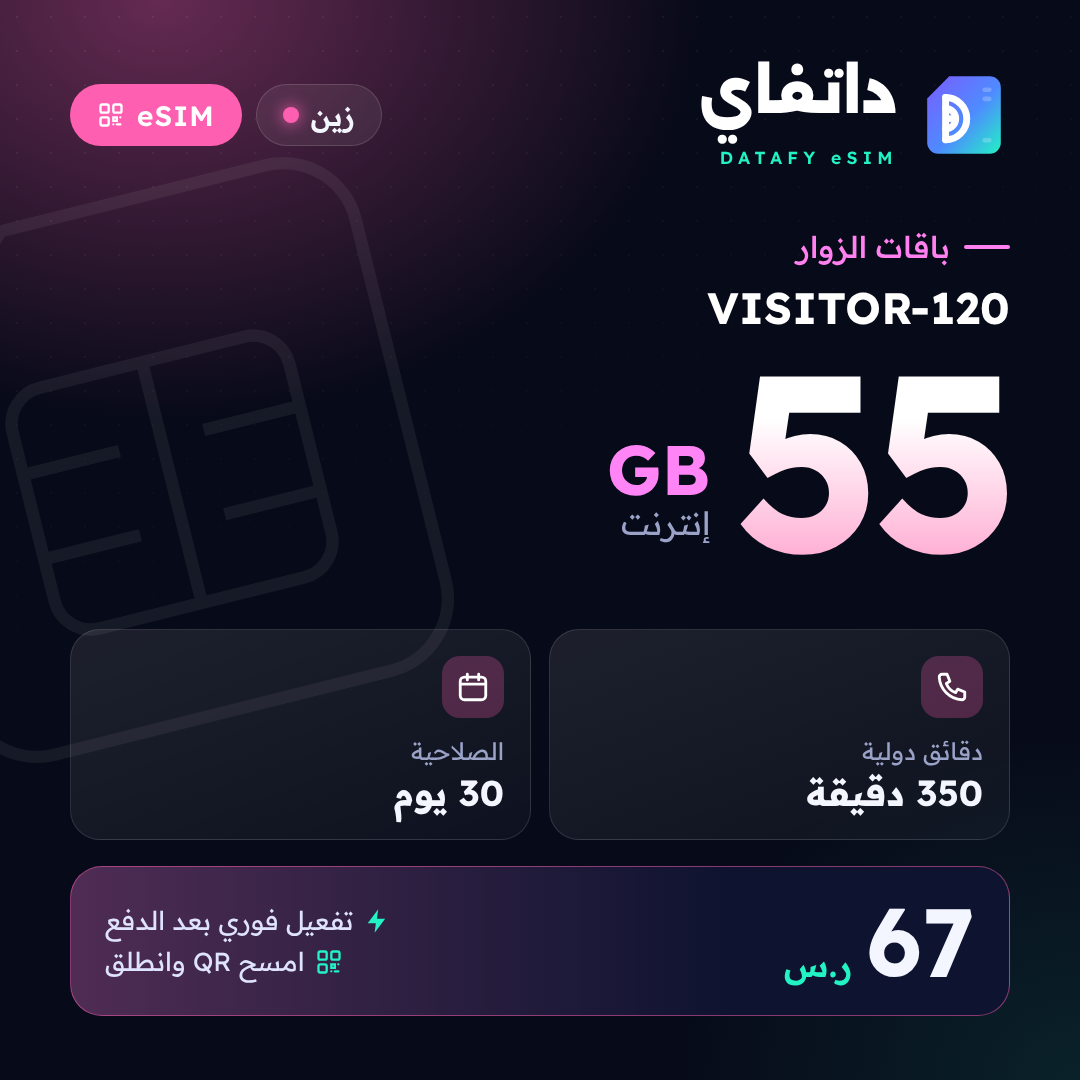 داتفاي
DATAFY eSIM
زين
eSIM
باقات الزوار
VISITOR-120
55
GB
إنترنت
دقائق دولية
350 دقيقة
الصلاحية
30 يوم
67 ر.س
تفعيل فوري بعد الدفع
امسح QR وانطلق